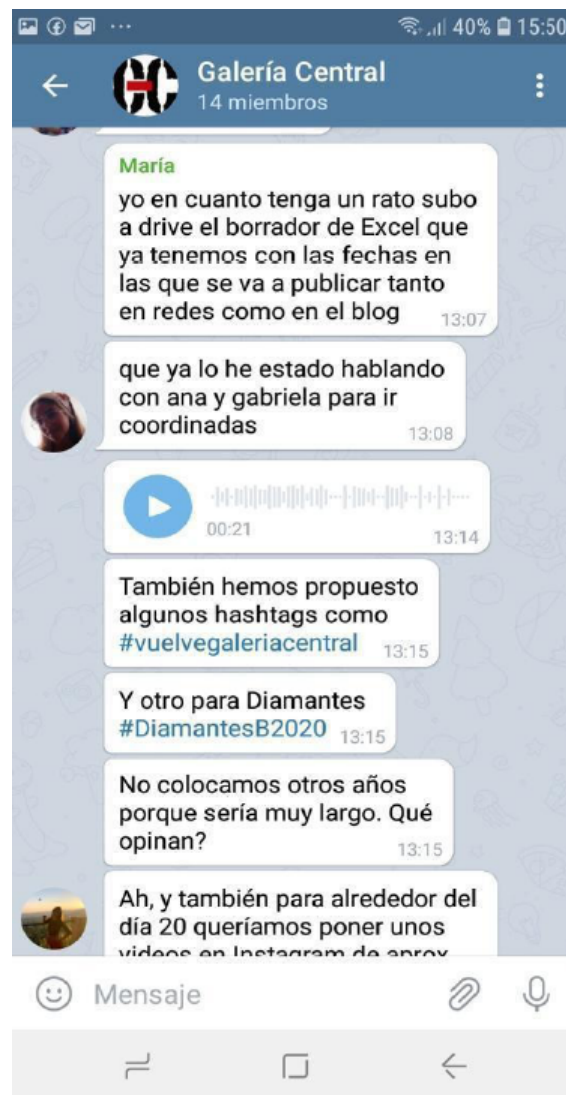 40% 15:50
Galería Central
14 miembros
María
yo en cuanto tenga un rato subo
a drive el borrador de Excel que
ya tenemos con las fechas en
las que se va a publicar tanto
en redes como en el blog 13:07
que ya lo he estado hablando
con ana y gabriela para ir
coordinadas 13:08
00:21 13:14
También hemos propuesto
algunos hashtags como
#vuelvegaleriacentral 13:15
Y otro para Diamantes
#DiamantesB2020 13:15
No colocamos otros años
porque sería muy largo. Qué
opinan? 13:15
Ah, y también para alrededor del
día 20 queríamos poner unos
videos en Instagram de aprox
Mensaje